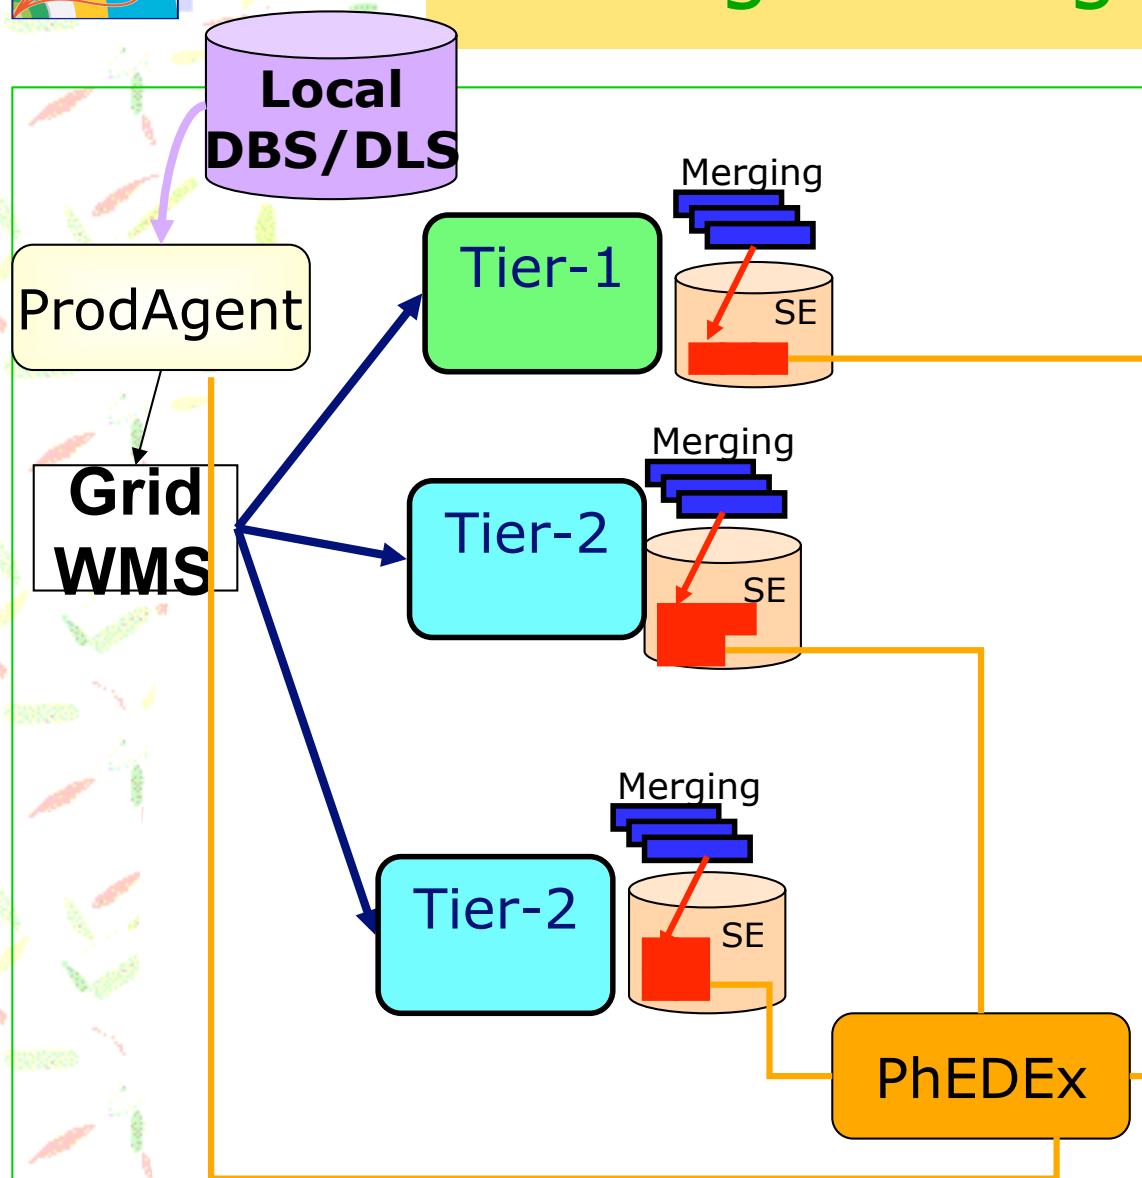 Local
DBS/DLS
Merging
Tier-1
SE
ProdAgent
Merging
Grid
WMS
Tier-2
SE
Merging
Tier-2
SE
PhEDEx